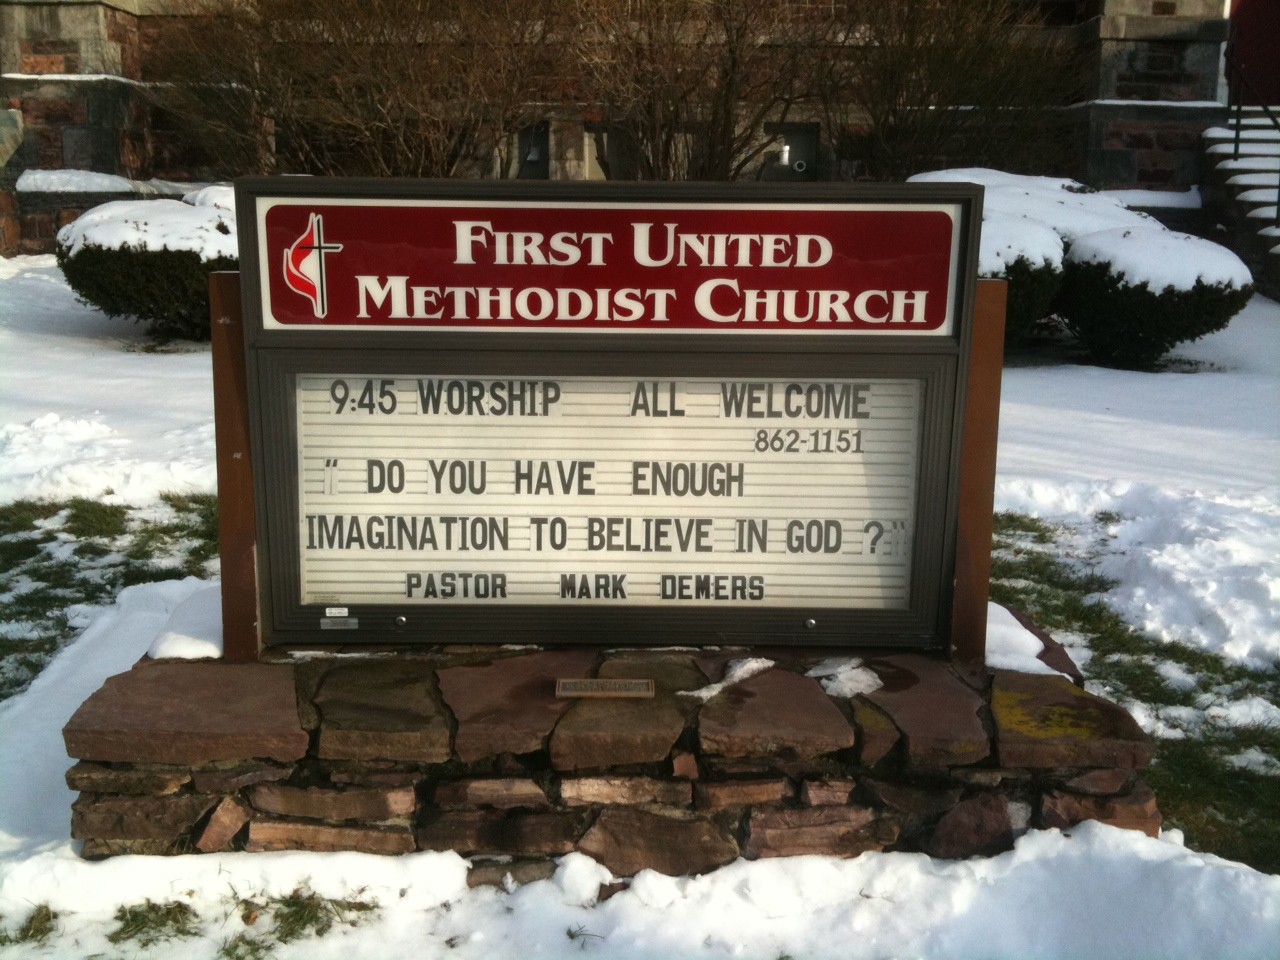 FIRST UNITED
METHODIST CHURCH
9:45 WORSHIP ALL WELCOME
862-1151
" DO YOU HAVE ENOUGH
IMAGINATION TO BELIEVE IN GOD ?"
PASTOR MARK DEMERS